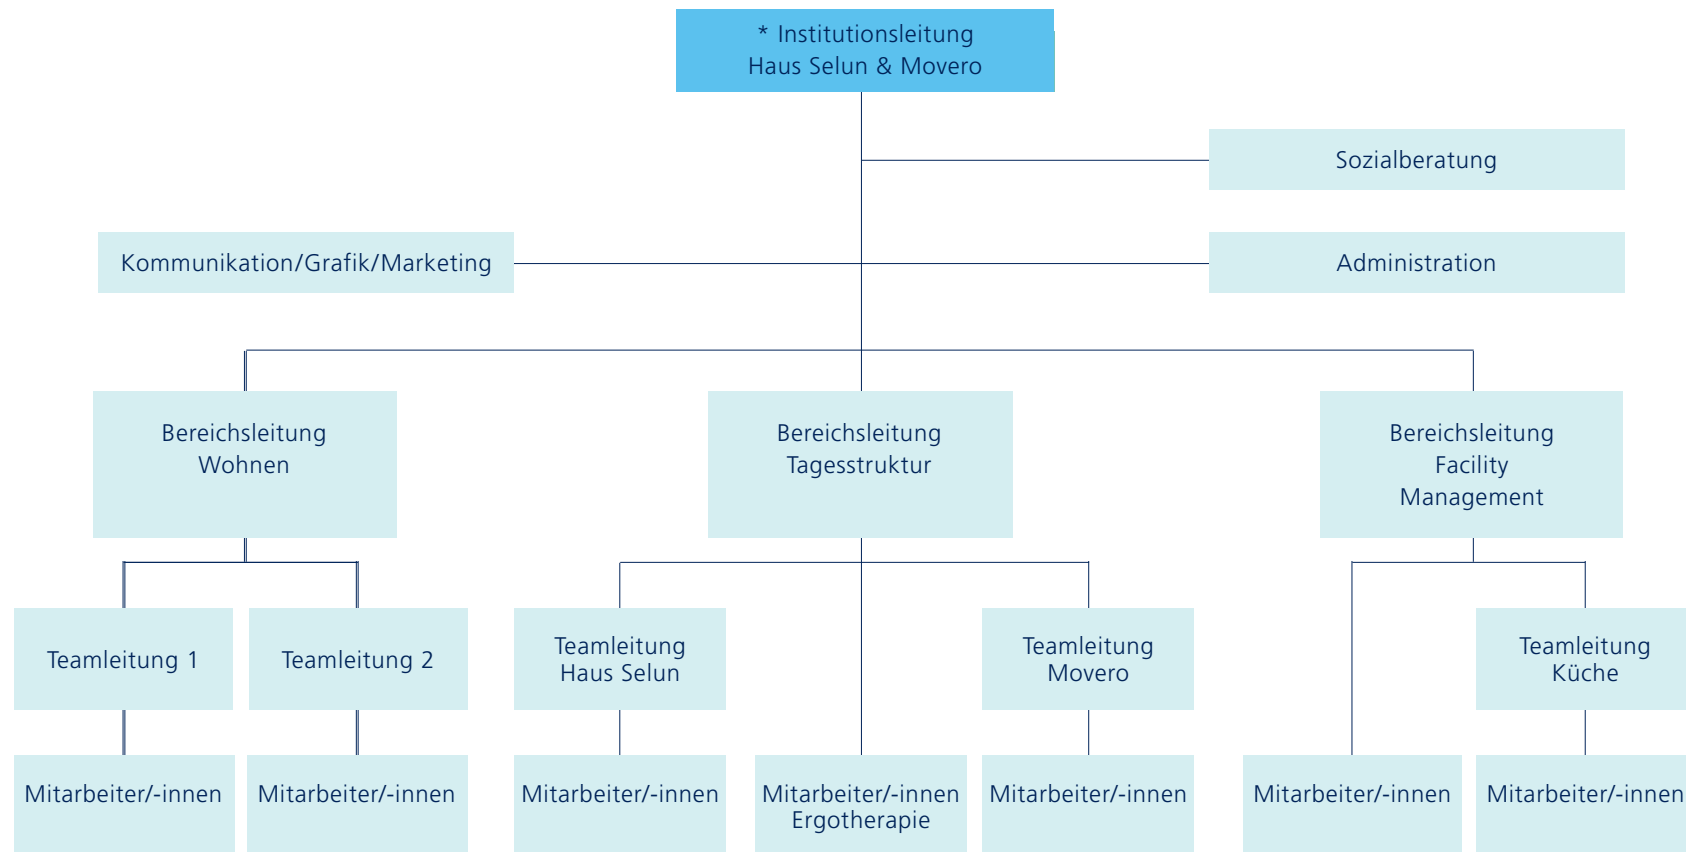 * Institutionsleitung
Haus Selun & Movero
Sozialberatung
Kommunikation/Grafik/Marketing
Administration
Bereichsleitung
Wohnen
Bereichsleitung
Tagesstruktur
Bereichsleitung
Facility
Management
Teamleitung 1
Teamleitung 2
Teamleitung
Haus Selun
Teamleitung
Movero
Teamleitung
Küche
Mitarbeiter/-innen
Mitarbeiter/-innen
Mitarbeiter/-innen
Mitarbeiter/-innen
Ergotherapie
Mitarbeiter/-innen
Mitarbeiter/-innen
Mitarbeiter/-innen